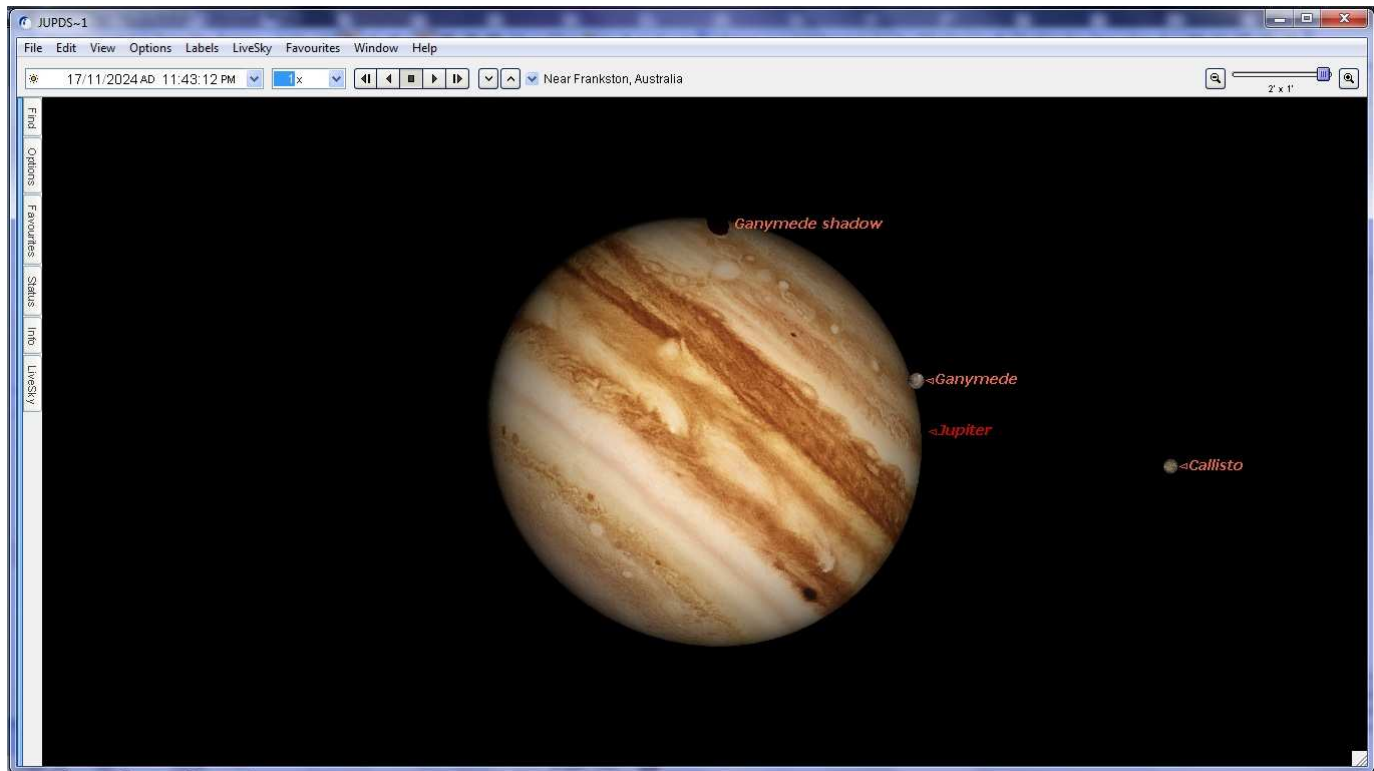 JUPDS~1
File Edit View Options Labels LiveSky Favourites Window Help
17/11/2024 AD 11:43:12 PM 1x Near Frankston, Australia
2' x 1'
Find
Options
Favourites
Status
Info
LiveSky
Ganymede shadow
Ganymede
Jupiter
Callisto